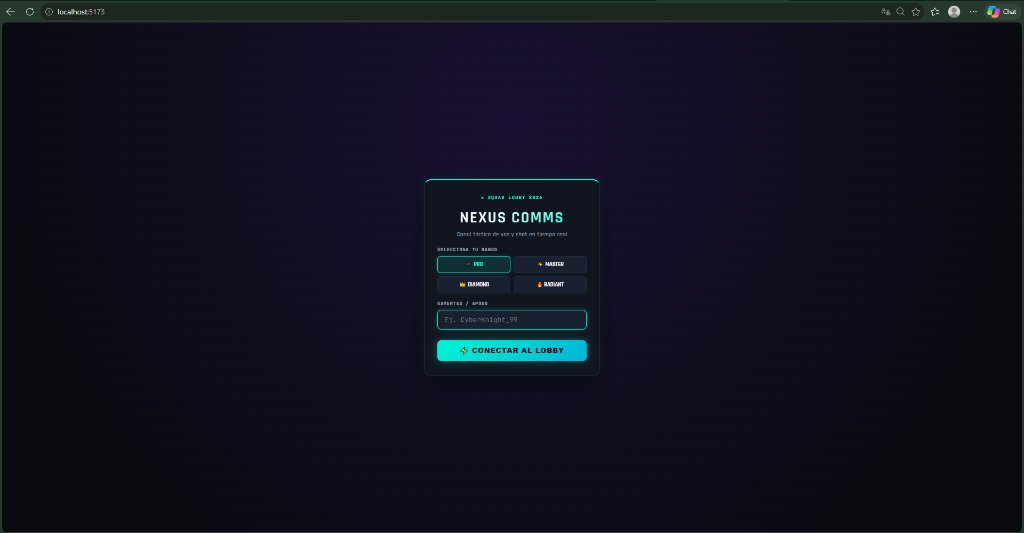 localhost:5173
Chat
SQUAD LOBBY 2026
NEXUS COMMS
Canal táctico de voz y chat en tiempo real
SELECCIONA TU RANGO
PRO
MASTER
DIAMOND
RADIANT
GAMERTAG / APODO
Ej. CyberKnight_99
CONECTAR AL LOBBY